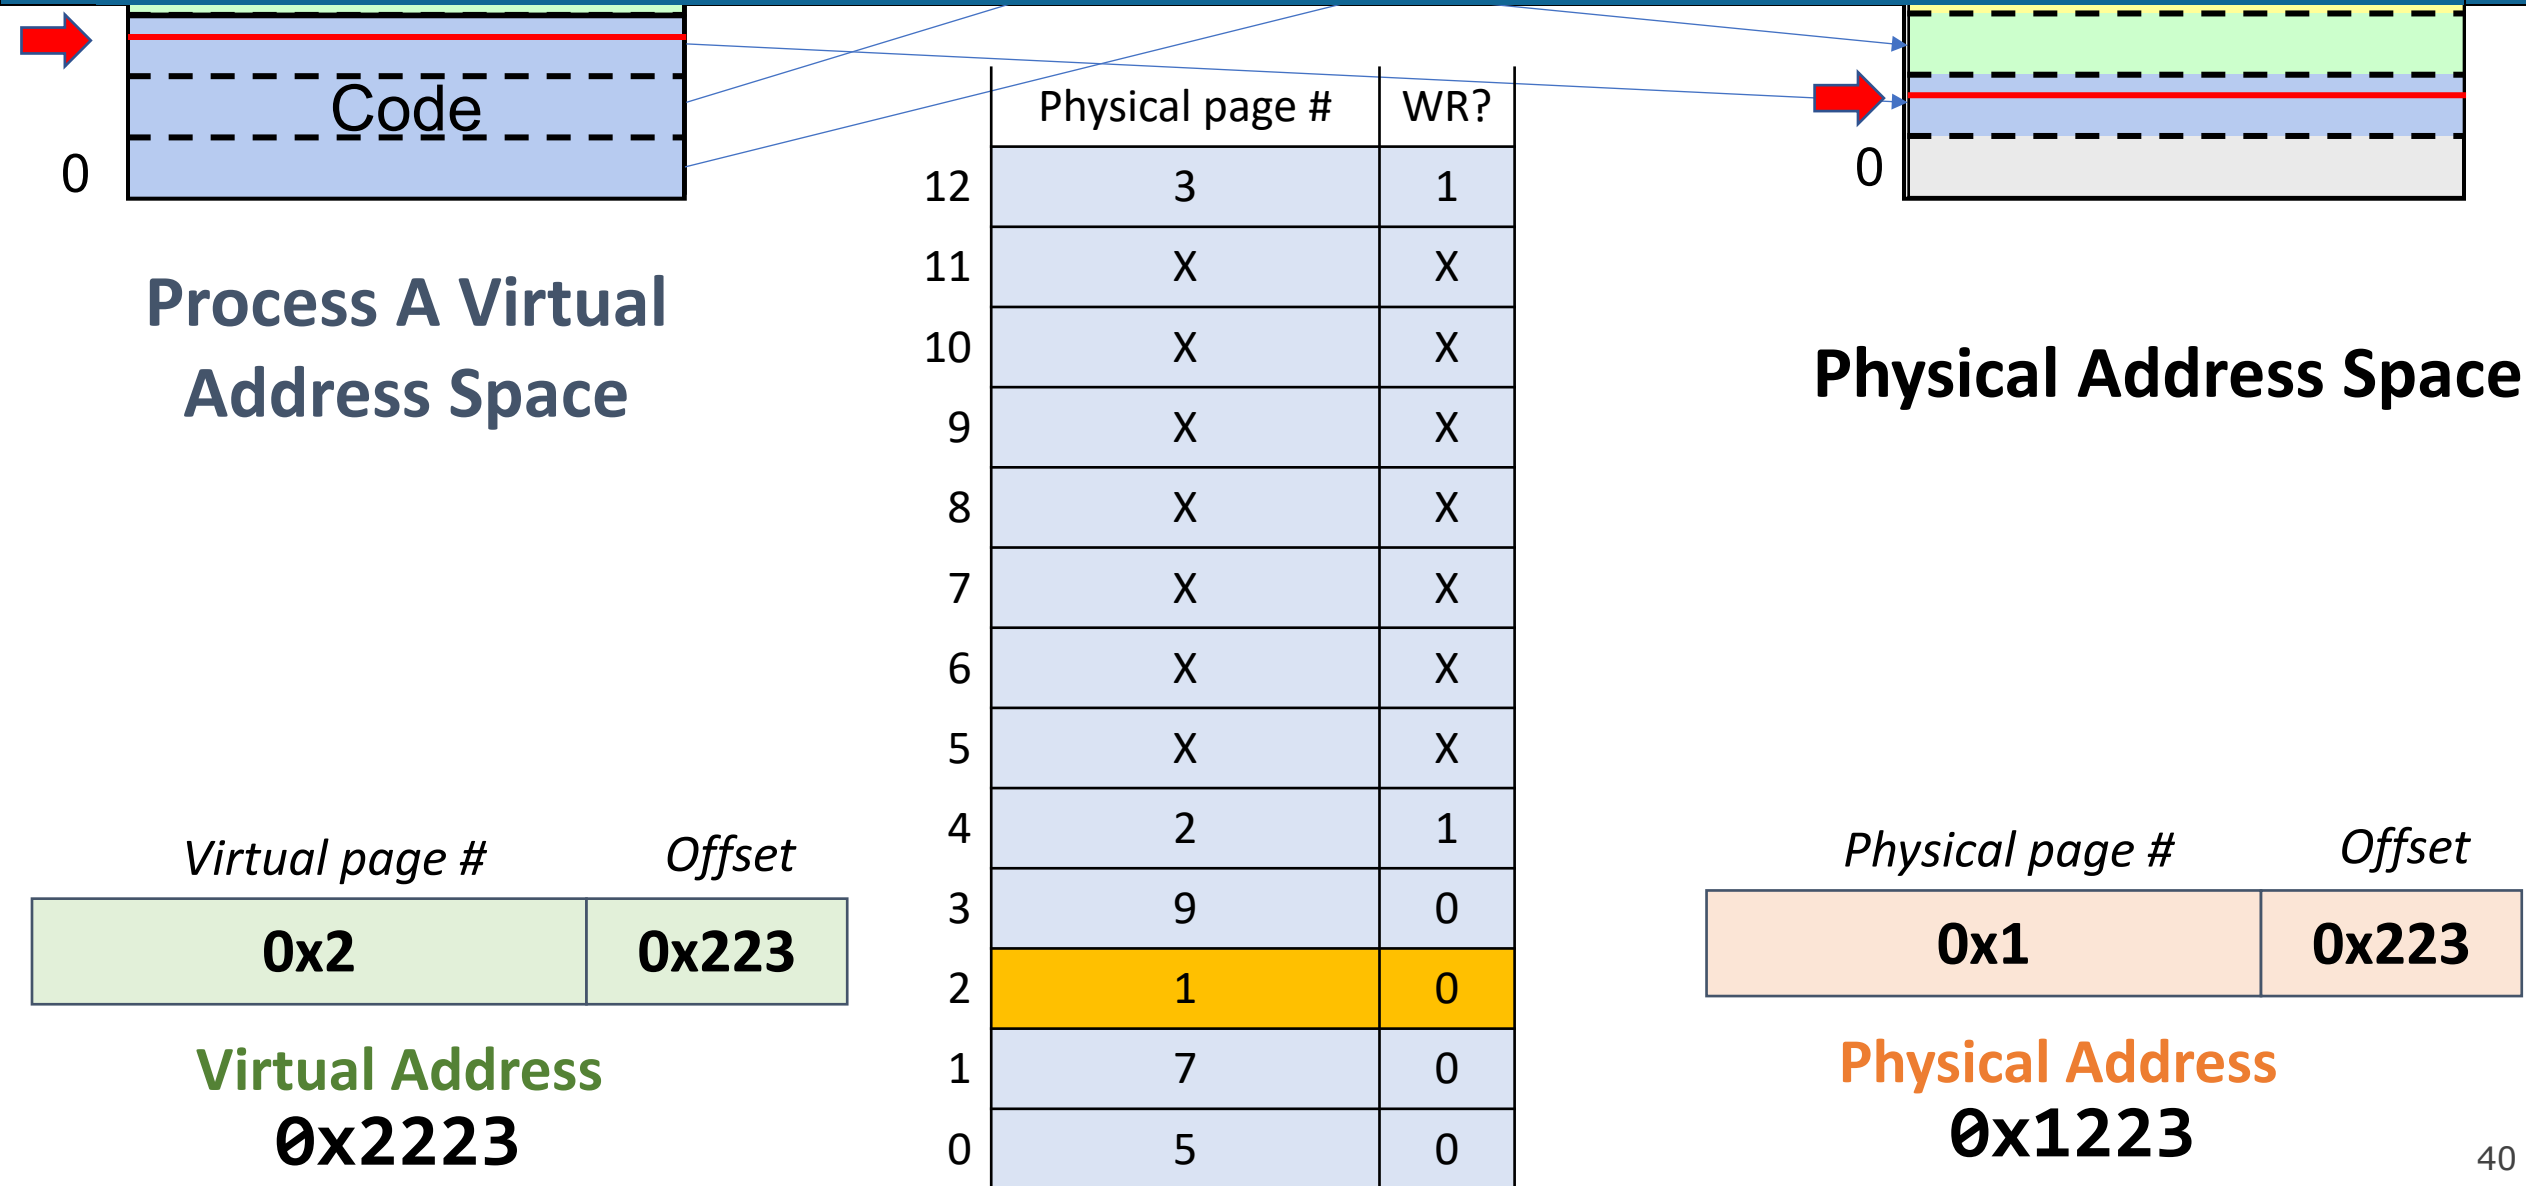 Code
0
Process A Virtual
Address Space
Physical page # WR?
12 3 1
11 X X
10 X X
9 X X
8 X X
7 X X
6 X X
5 X X
4 2 1
3 9 0
2 1 0
1 7 0
0 5 0
0
Physical Address Space
Virtual page # Offset
0x2 0x223
Virtual Address
0x2223
Physical page # Offset
0x1 0x223
Physical Address
0x1223
40